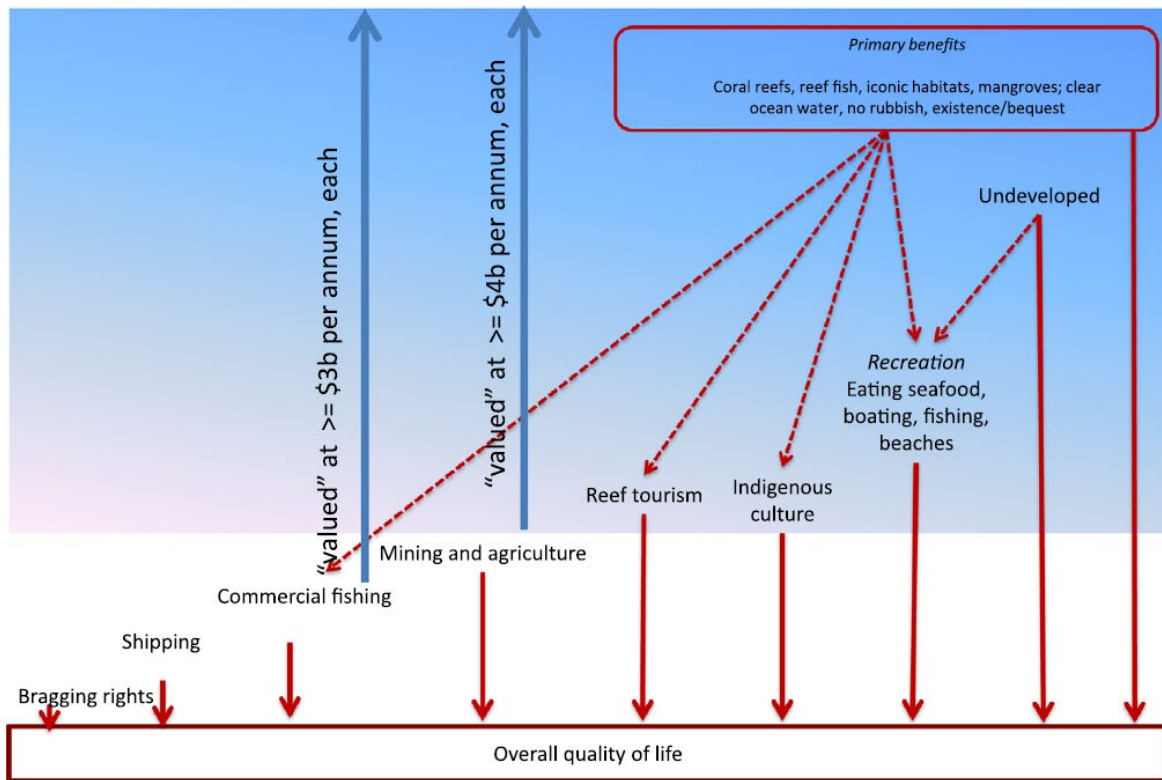 Primary benefits
Coral reefs, reef fish, iconic habitats, mangroves; clear
ocean water, no rubbish, existence/bequest
"valued" at >= $3b per annum, each
"valued" at >= $4b per annum, each
Undeveloped
Recreation
Eating seafood,
boating, fishing,
beaches
Reef tourism
Indigenous
culture
Mining and agriculture
Commercial fishing
Shipping
Bragging rights
Overall quality of life